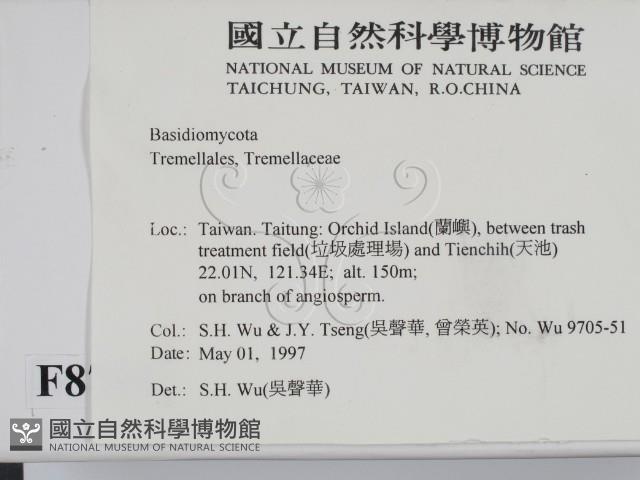 國立自然科學博物館
NATIONAL MUSEUM OF NATURAL SCIENCE
TAICHUNG, TAIWAN, R.O.CHINA
Basidiomycota
Tremellales, Tremellaceae
Loc.: Taiwan. Taitung: Orchid Island(蘭嶼), between trash
treatment field(垃圾處理場) and Tienchih(天池)
22.01N, 121.34E; alt. 150m;
on branch of angiosperm.
Col.: S.H. Wu & J.Y. Tseng(吳聲華, 曾榮英); No. Wu 9705-51
Date: May 01, 1997
Det.: S.H. Wu(吳聲華)
F8
國立自然科學博物館
NATIONAL MUSEUM OF NATURAL SCIENCE